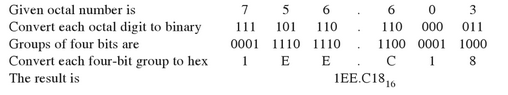 Given octal number is 7 5 6 . 6 0 3
Convert each octal digit to binary 111 101 110 . 110 000 011
Groups of four bits are 0001 1110 1110 . 1100 0001 1000
Convert each four-bit group to hex 1 E E . C 1 8
The result is 1EE.C18₁₆